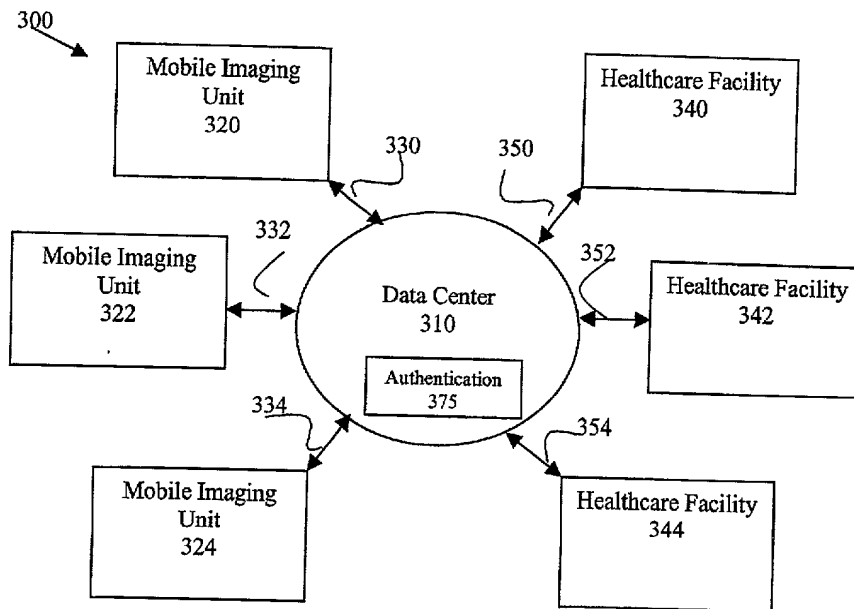 300
Mobile Imaging
Unit
320
330
350
Healthcare Facility
340
332
Mobile Imaging
Unit
322
Data Center
310
352
Healthcare Facility
342
Authentication
375
334
354
Mobile Imaging
Unit
324
Healthcare Facility
344